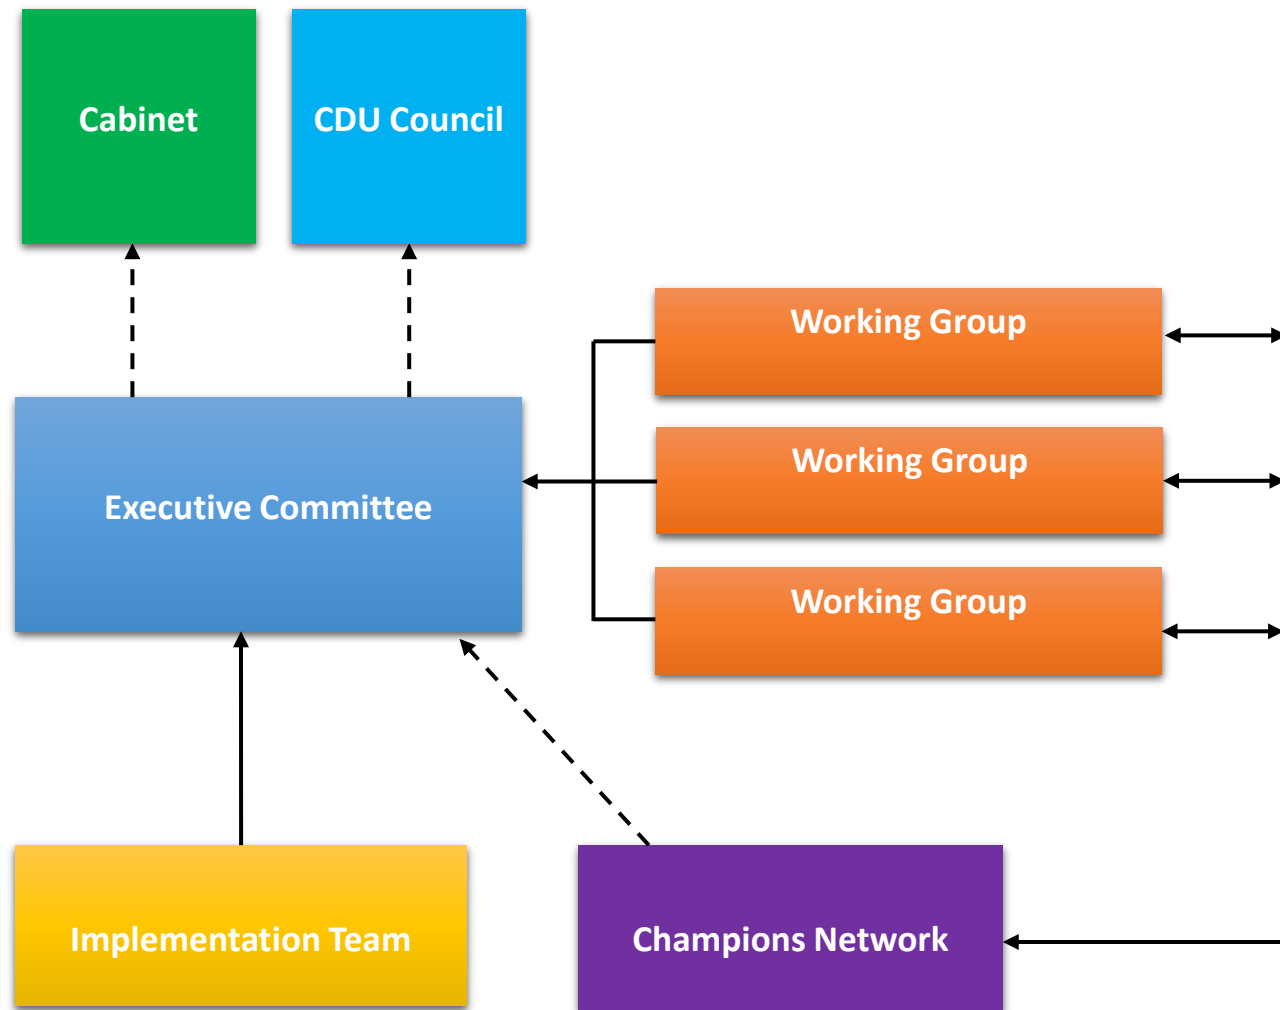 Cabinet
CDU Council
Working Group
Working Group
Executive Committee
Working Group
Implementation Team
Champions Network